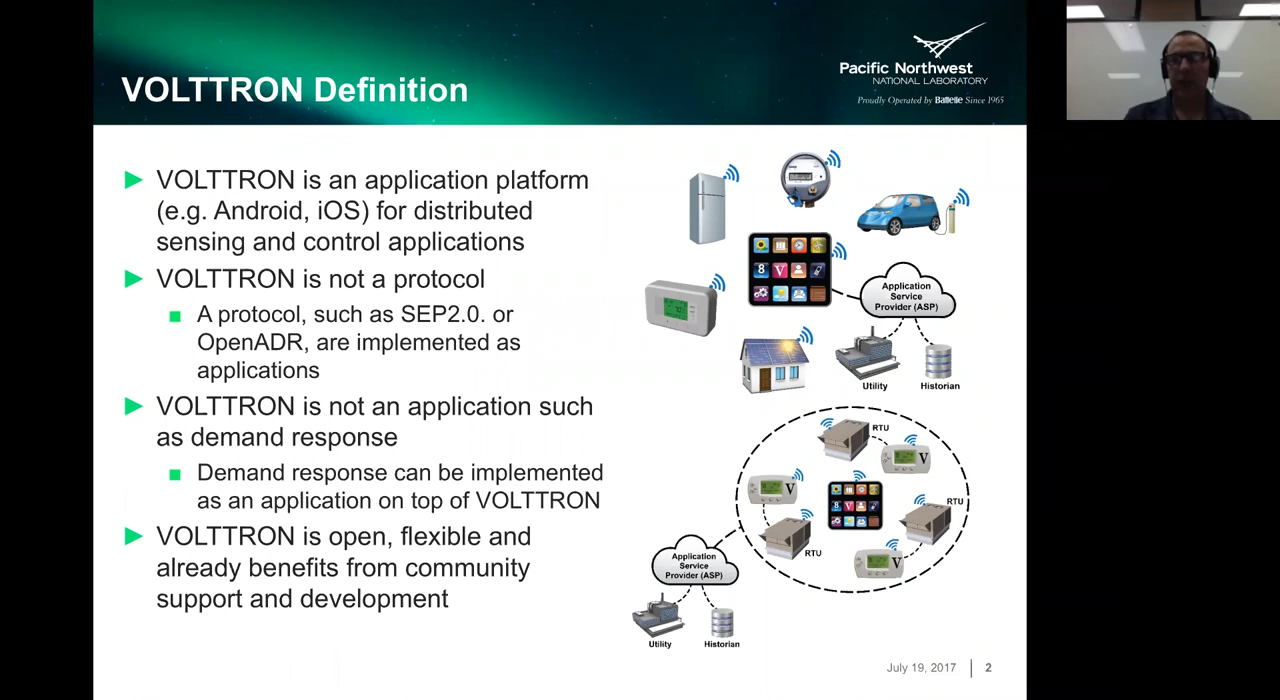 VOLTTRON Definition
Pacific Northwest
NATIONAL LABORATORY
Proudly Operated by Battelle Since 1965
VOLTTRON is an application platform
(e.g. Android, iOS) for distributed
sensing and control applications
VOLTTRON is not a protocol
A protocol, such as SEP2.0. or
OpenADR, are implemented as
applications
VOLTTRON is not an application such
as demand response
Demand response can be implemented
as an application on top of VOLTTRON
VOLTTRON is open, flexible and
already benefits from community
support and development
Application
Service
Provider (ASP)
Utility
Historian
RTU
V
V
RTU
RTU
V
Application
Service
Provider (ASP)
Utility
Historian
July 19, 2017
2